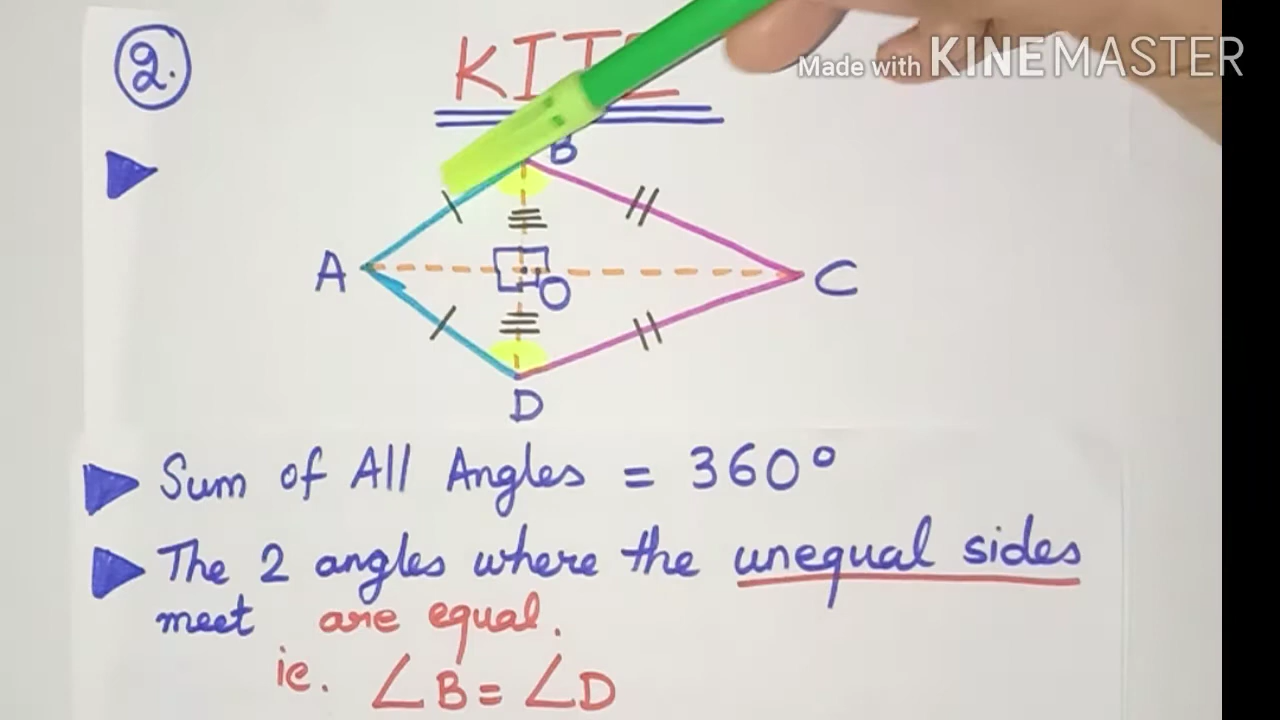 2.
KITE
Made with KINEMASTER
B
A
O
C
D
Sum of All Angles = 360°
The 2 angles where the unequal sides
meet are equal.
ie. ∠B = ∠D